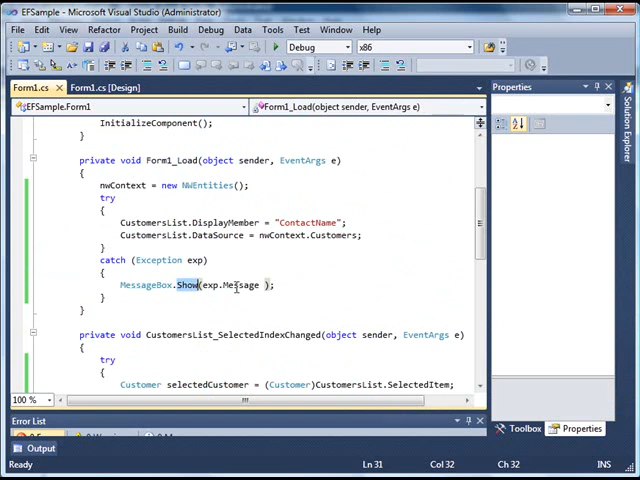 EFSample - Microsoft Visual Studio (Administrator)
File Edit View Refactor Project Build Debug Data Tools Test Window Help
Debug x86
Form1.cs Form1.cs [Design]
EFSample.Form1 Form1_Load(object sender, EventArgs e)
InitializeComponent();
}
private void Form1_Load(object sender, EventArgs e)
{
nwContext = new NWEntities();
try
{
CustomersList.DisplayMember = "ContactName";
CustomersList.DataSource = nwContext.Customers;
}
catch (Exception exp)
{
MessageBox.Show(exp.Message );
}
}
private void CustomersList_SelectedIndexChanged(object sender, EventArgs e)
{
try
{
Customer selectedCustomer = (Customer)CustomersList.SelectedItem;
100 %
Error List
Output
Properties
Toolbox Properties
Solution Explorer
Ready Ln 31 Col 32 Ch 32 INS